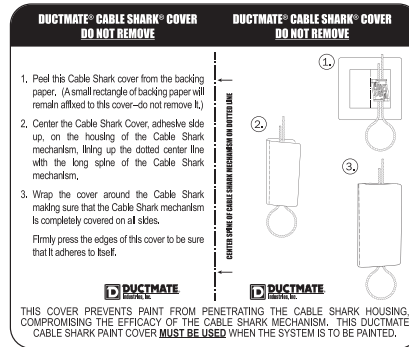 DUCTMATE® CABLE SHARK® COVER
DO NOT REMOVE
1. Peel this Cable Shark cover from the backing
paper. (A small rectangle of backing paper will
remain affixed to this cover–do not remove it.)
2. Center the Cable Shark Cover, adhesive side
up, on the housing of the Cable Shark
mechanism, lining up the dotted center line
with the long spine of the Cable Shark
mechanism.
3. Wrap the cover around the Cable Shark
making sure that the Cable Shark mechanism
is completely covered on all sides.
Firmly press the edges of this cover to be sure
that it adheres to itself.
DUCTMATE
Industries, Inc.
CENTER SPINE OF CABLE SHARK MECHANISM ON DOTTED LINE
DUCTMATE® CABLE SHARK® COVER
DO NOT REMOVE
1.
2.
3.
DUCTMATE
Industries, Inc.
THIS COVER PREVENTS PAINT FROM PENETRATING THE CABLE SHARK HOUSING,
COMPROMISING THE EFFICACY OF THE CABLE SHARK MECHANISM. THIS DUCTMATE
CABLE SHARK PAINT COVER MUST BE USED WHEN THE SYSTEM IS TO BE PAINTED.